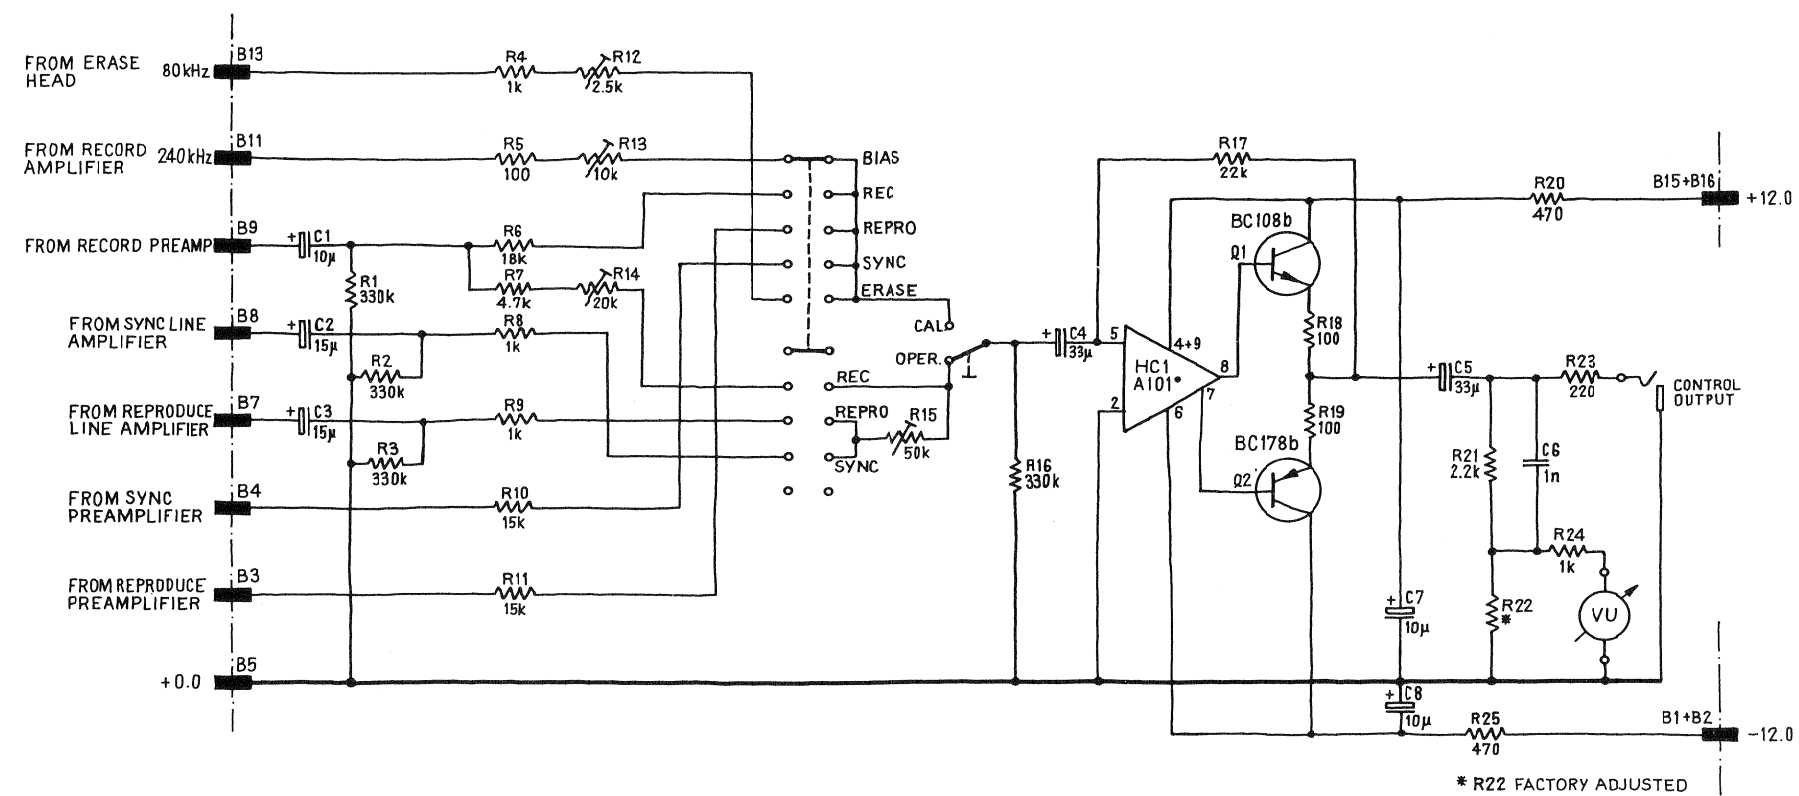 FROM ERASE
HEAD
80kHz
B13
R4
1k
R12
2.5k
FROM RECORD
AMPLIFIER
240kHz
B11
R5
100
R13
10k
FROM RECORD PREAMP
B9
+
C1
10µ
R1
330k
R6
18k
R7
4.7k
R14
20k
FROM SYNC LINE
AMPLIFIER
B8
+
C2
15µ
R2
330k
R8
1k
FROM REPRODUCE
LINE AMPLIFIER
B7
+
C3
15µ
R3
330k
R9
1k
FROM SYNC
PREAMPLIFIER
B4
R10
15k
FROM REPRODUCE
PREAMPLIFIER
B3
R11
15k
+0.0
B5
BIAS
REC
REPRO
SYNC
ERASE
CAL
OPER.
REC
REPRO
SYNC
R15
50k
R16
330k
+
C4
33µ
R17
22k
5
2
4+9
HC1
A101*
6
7
8
BC108b
Q1
R18
100
R19
100
BC178b
Q2
R20
470
B15+B16
+12.0
+
C5
33µ
R23
220
CONTROL
OUTPUT
R21
2.2k
C6
1n
R24
1k
R22
*
VU
+
C7
10µ
+
C8
10µ
R25
470
B1+B2
-12.0
* R22 FACTORY ADJUSTED